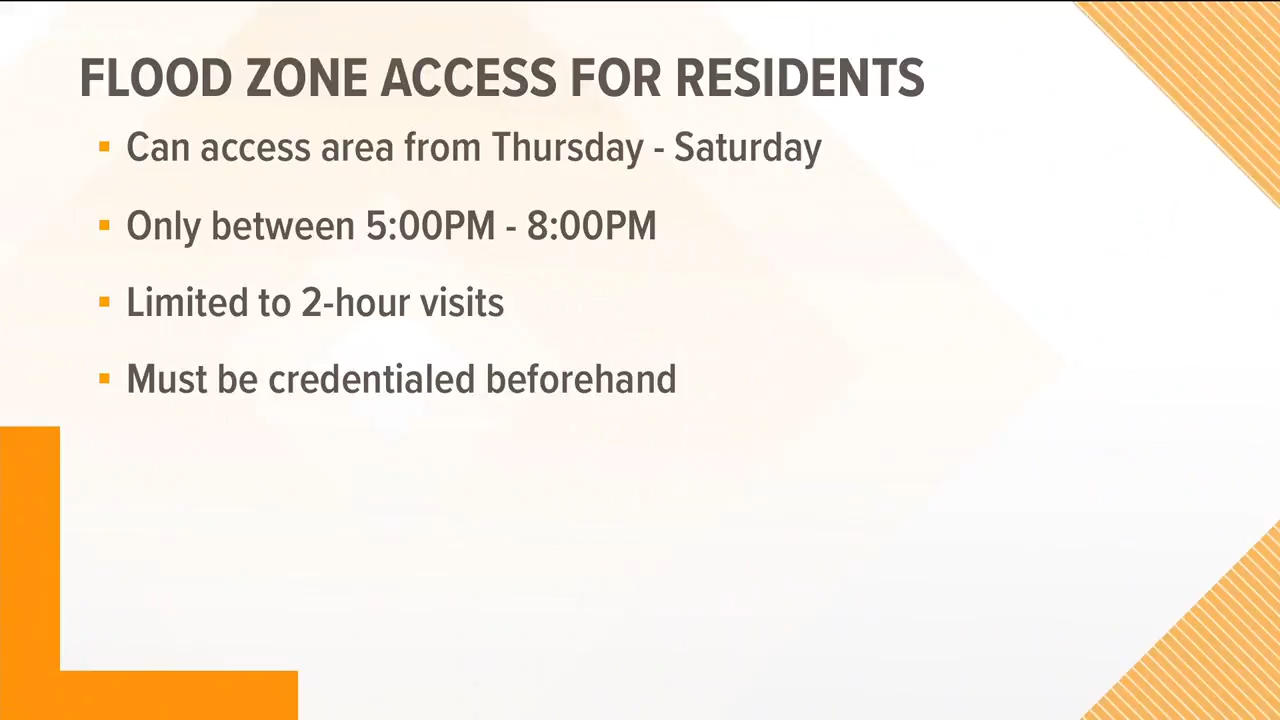 FLOOD ZONE ACCESS FOR RESIDENTS
▪ Can access area from Thursday - Saturday
▪ Only between 5:00PM - 8:00PM
▪ Limited to 2-hour visits
▪ Must be credentialed beforehand